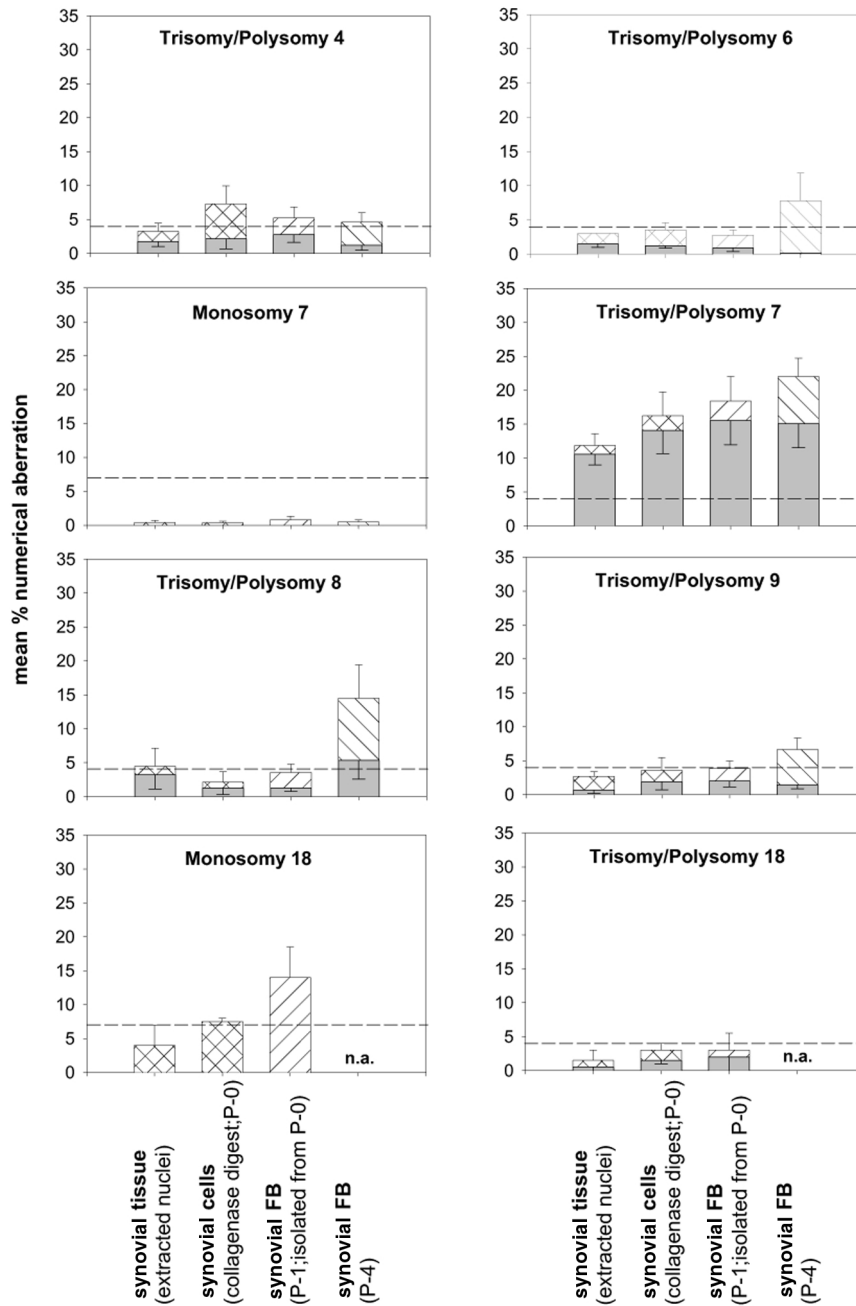 mean % numerical aberration
Trisomy/Polysomy 4
35
30
25
20
15
10
5
0
Trisomy/Polysomy 6
35
30
25
20
15
10
5
0
Monosomy 7
35
30
25
20
15
10
5
0
Trisomy/Polysomy 7
35
30
25
20
15
10
5
0
Trisomy/Polysomy 8
35
30
25
20
15
10
5
0
Trisomy/Polysomy 9
35
30
25
20
15
10
5
0
Monosomy 18
35
30
25
20
15
10
5
0
n.a.
Trisomy/Polysomy 18
35
30
25
20
15
10
5
0
n.a.
synovial tissue
(extracted nuclei)
synovial cells
(collagenase digest;P-0)
synovial FB
(P-1;isolated from P-0)
synovial FB
(P-4)
synovial tissue
(extracted nuclei)
synovial cells
(collagenase digest;P-0)
synovial FB
(P-1;isolated from P-0)
synovial FB
(P-4)